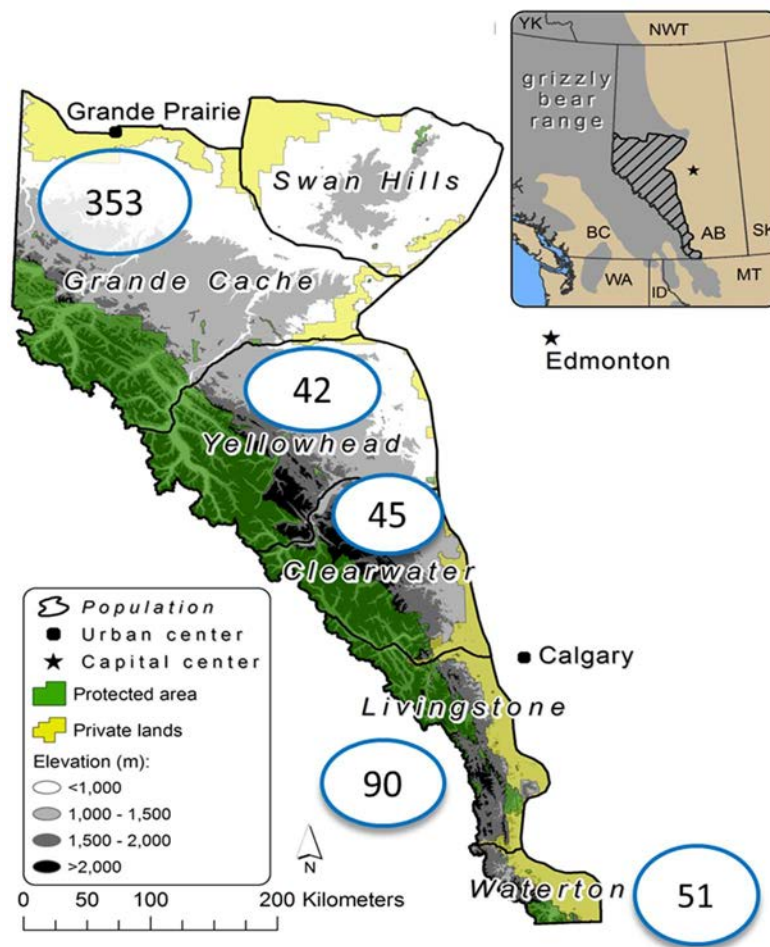 YK
NWT
grizzly
bear
range
BC
AB
SK
WA
ID
MT
Grande Prairie
Swan Hills
353
Grande Cache
Edmonton
42
Yellowhead
45
Clearwater
Calgary
Livingstone
90
Waterton
51
Population
Urban center
Capital center
Protected area
Private lands
Elevation (m):
<1,000
1,000 - 1,500
1,500 - 2,000
>2,000
N
0 50 100 200 Kilometers